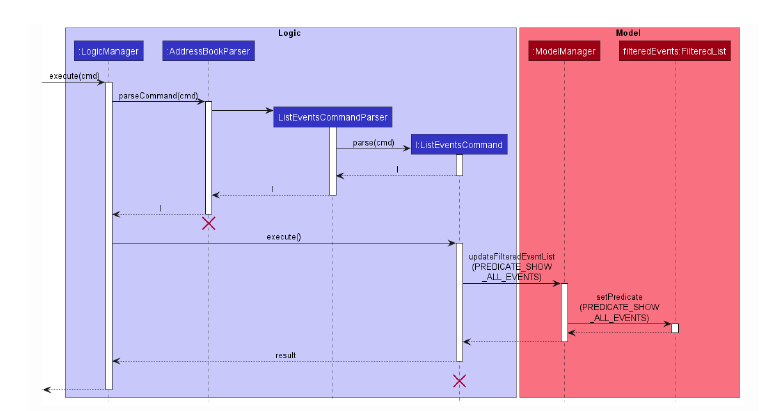 Logic
Model
:LogicManager
:AddressBookParser
:ModelManager
filteredEvents:FilteredList
execute(cmd)
parseCommand(cmd)
ListEventsCommandParser
parse(cmd)
l:ListEventsCommand
l
l
l
execute()
updateFilteredEventList
(PREDICATE_SHOW
_ALL_EVENTS)
setPredicate
(PREDICATE_SHOW
_ALL_EVENTS)
result